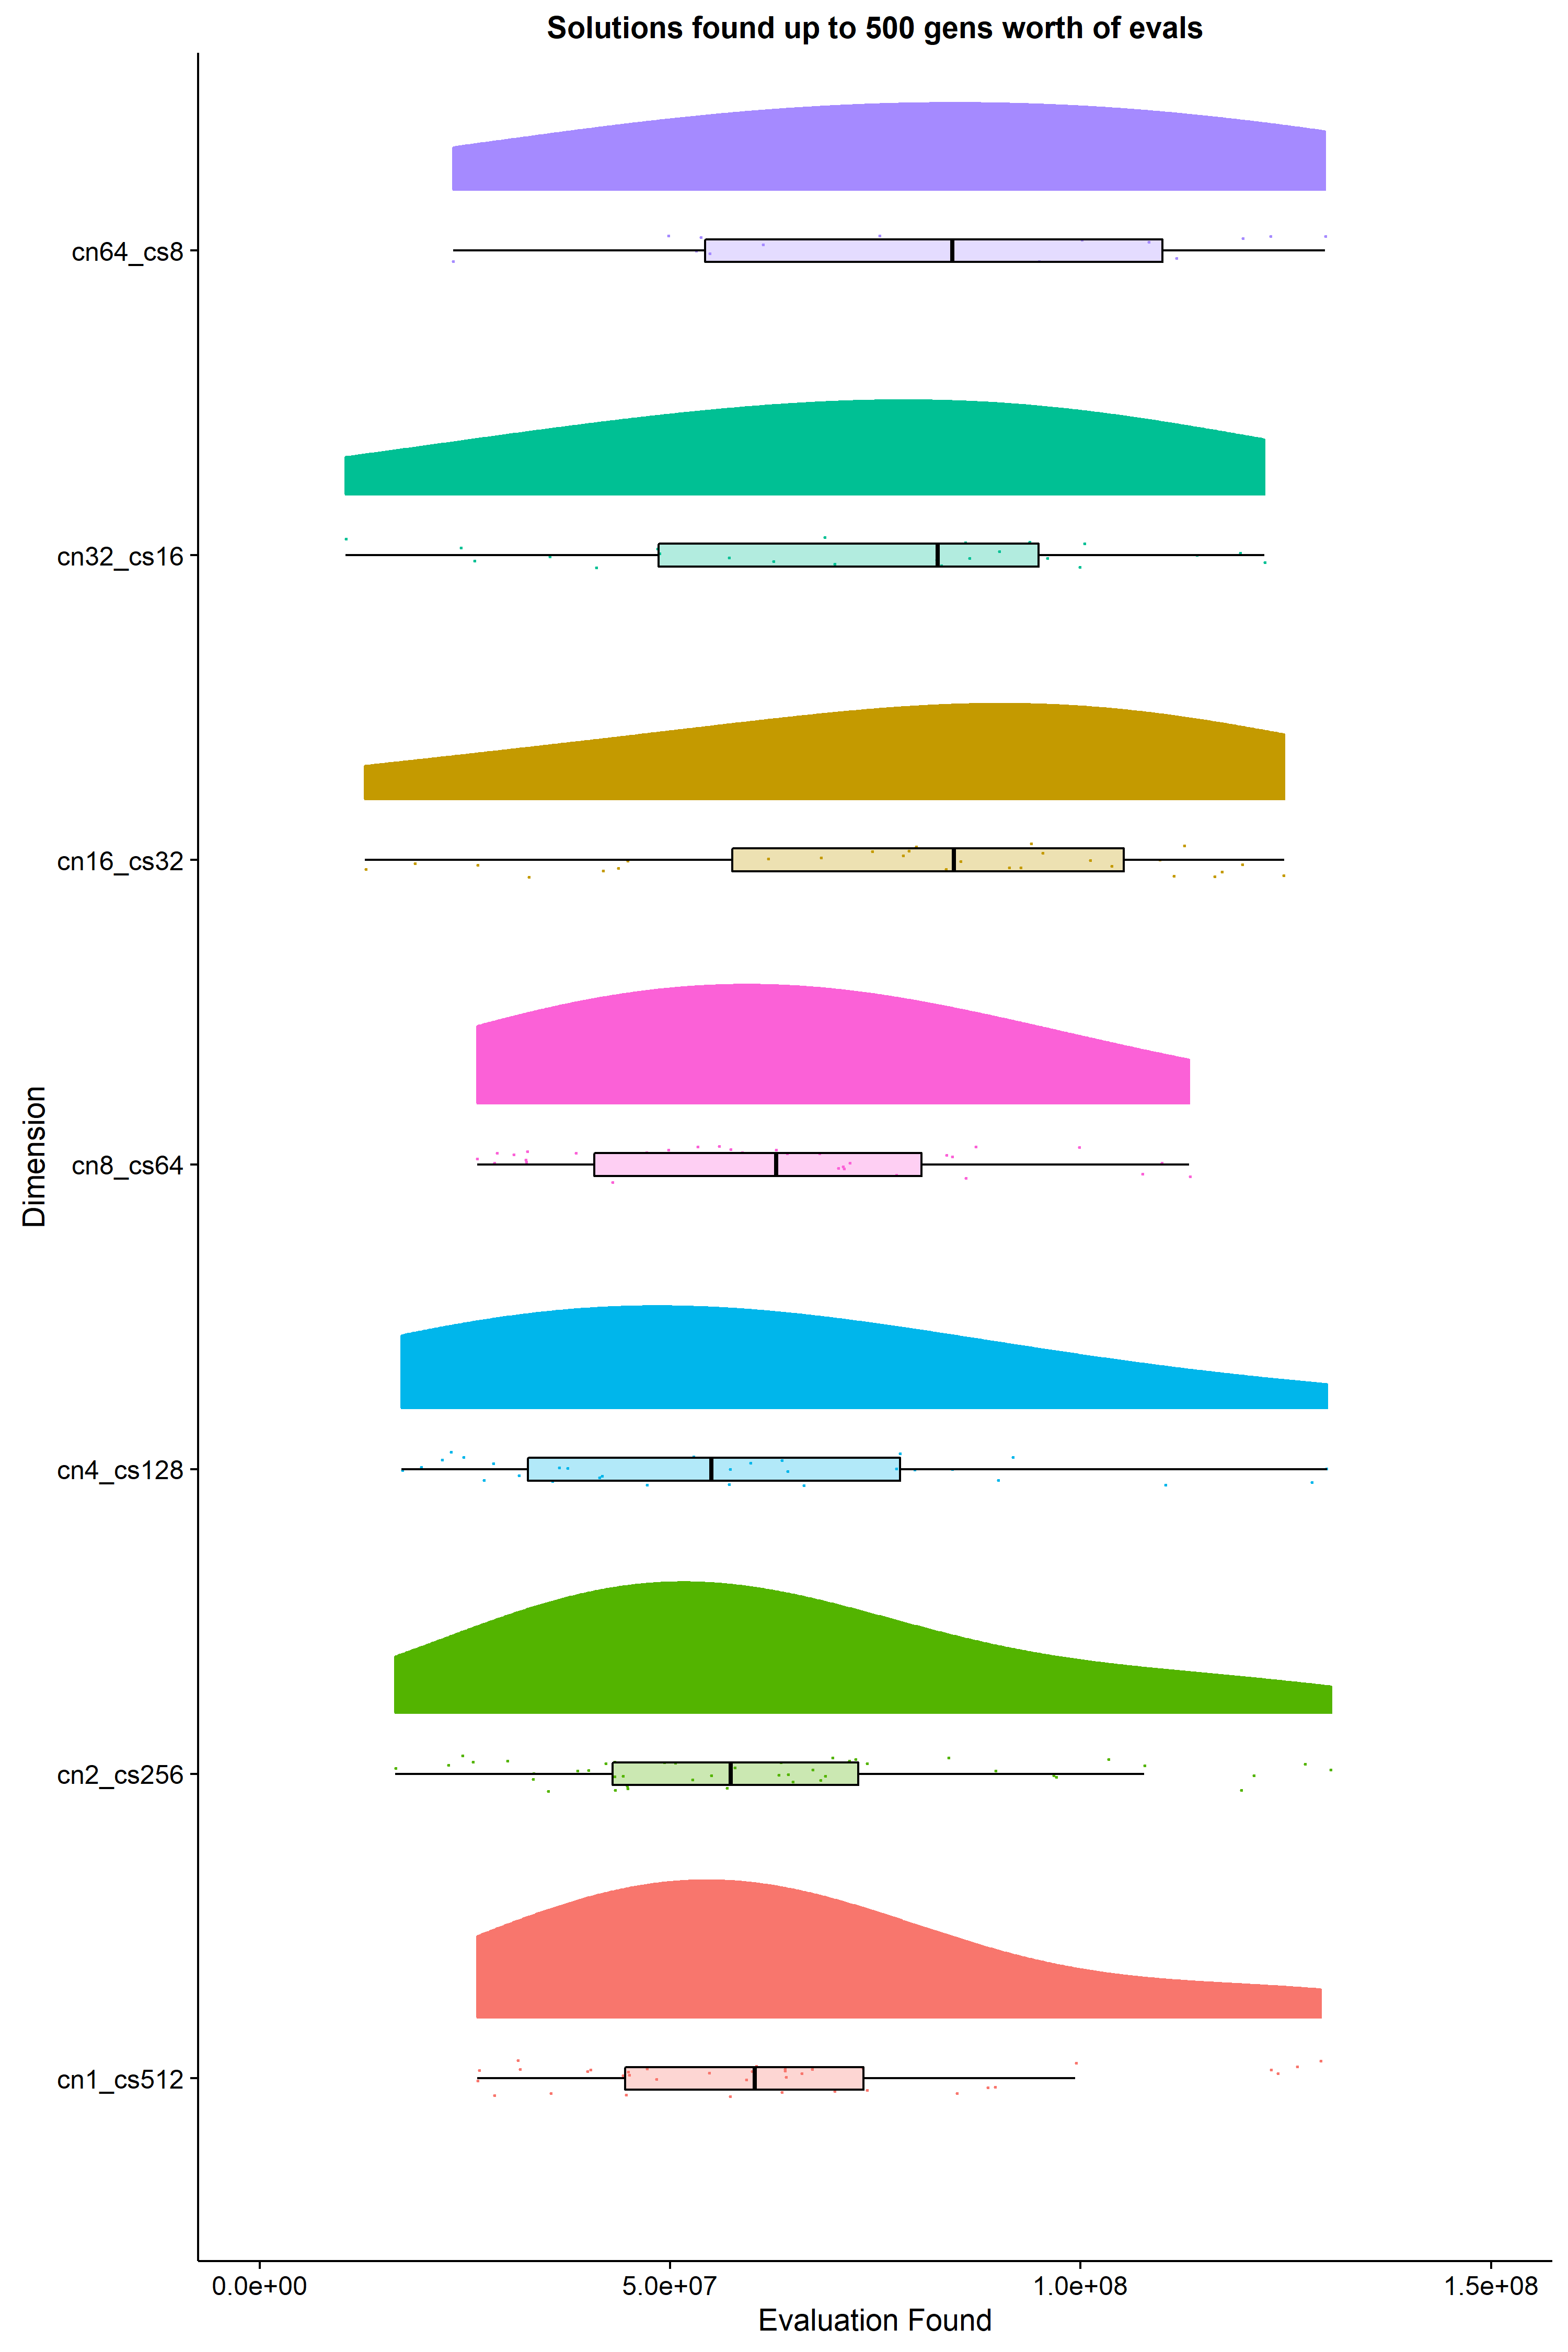 Solutions found up to 500 gens worth of evals
cn64_cs8
cn32_cs16
cn16_cs32
cn8_cs64
cn4_cs128
cn2_cs256
cn1_cs512
Dimension
0.0e+00
5.0e+07
1.0e+08
1.5e+08
Evaluation Found